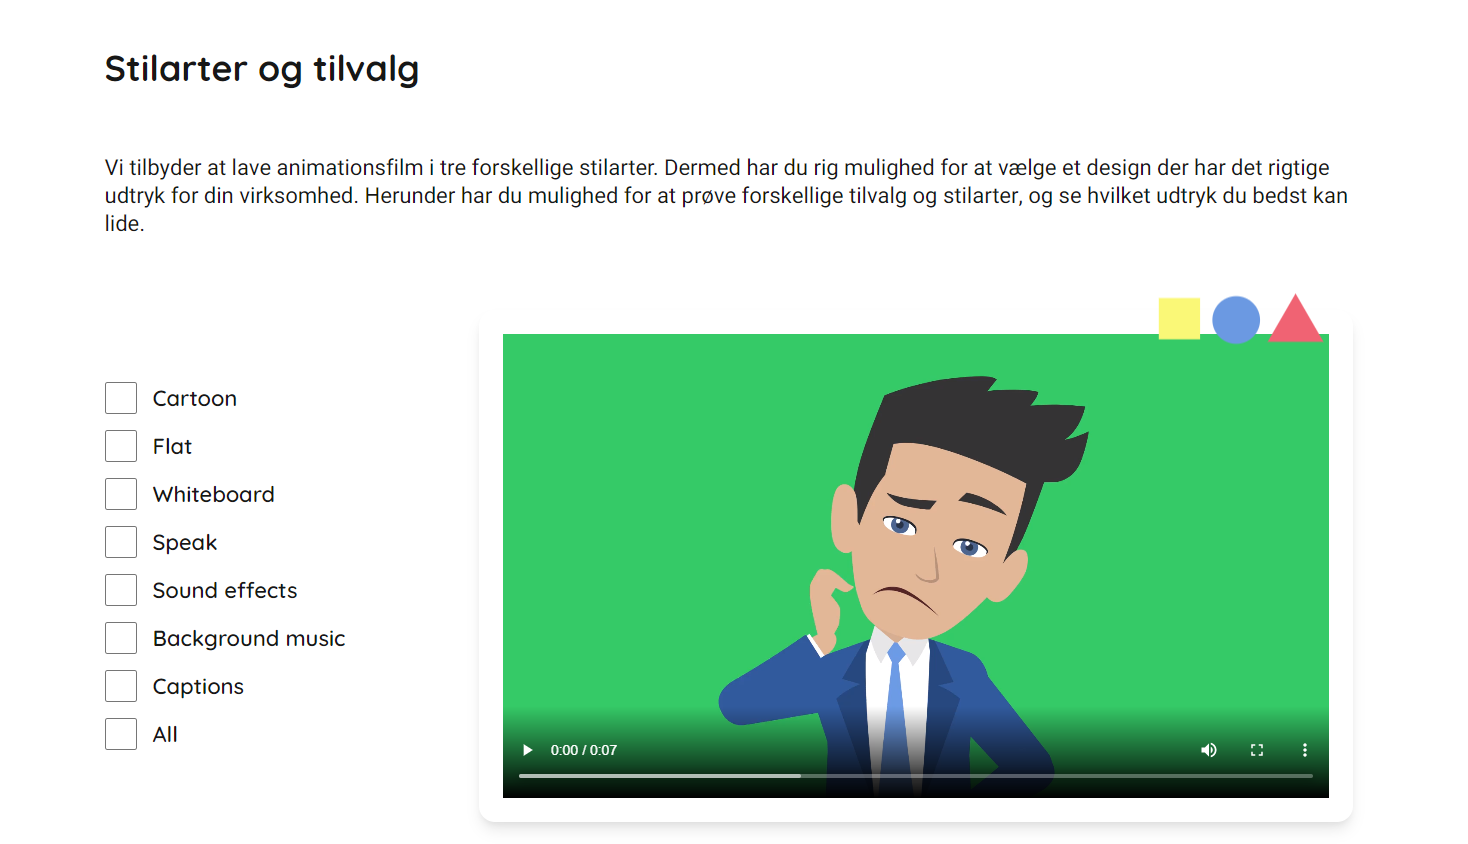 Stilarter og tilvalg
Vi tilbyder at lave animationsfilm i tre forskellige stilarter. Dermed har du rig mulighed for at vælge et design der har det rigtige
udtryk for din virksomhed. Herunder har du mulighed for at prøve forskellige tilvalg og stilarter, og se hvilket udtryk du bedst kan
lide.
Cartoon
Flat
Whiteboard
Speak
Sound effects
Background music
Captions
All
0:00 / 0:07